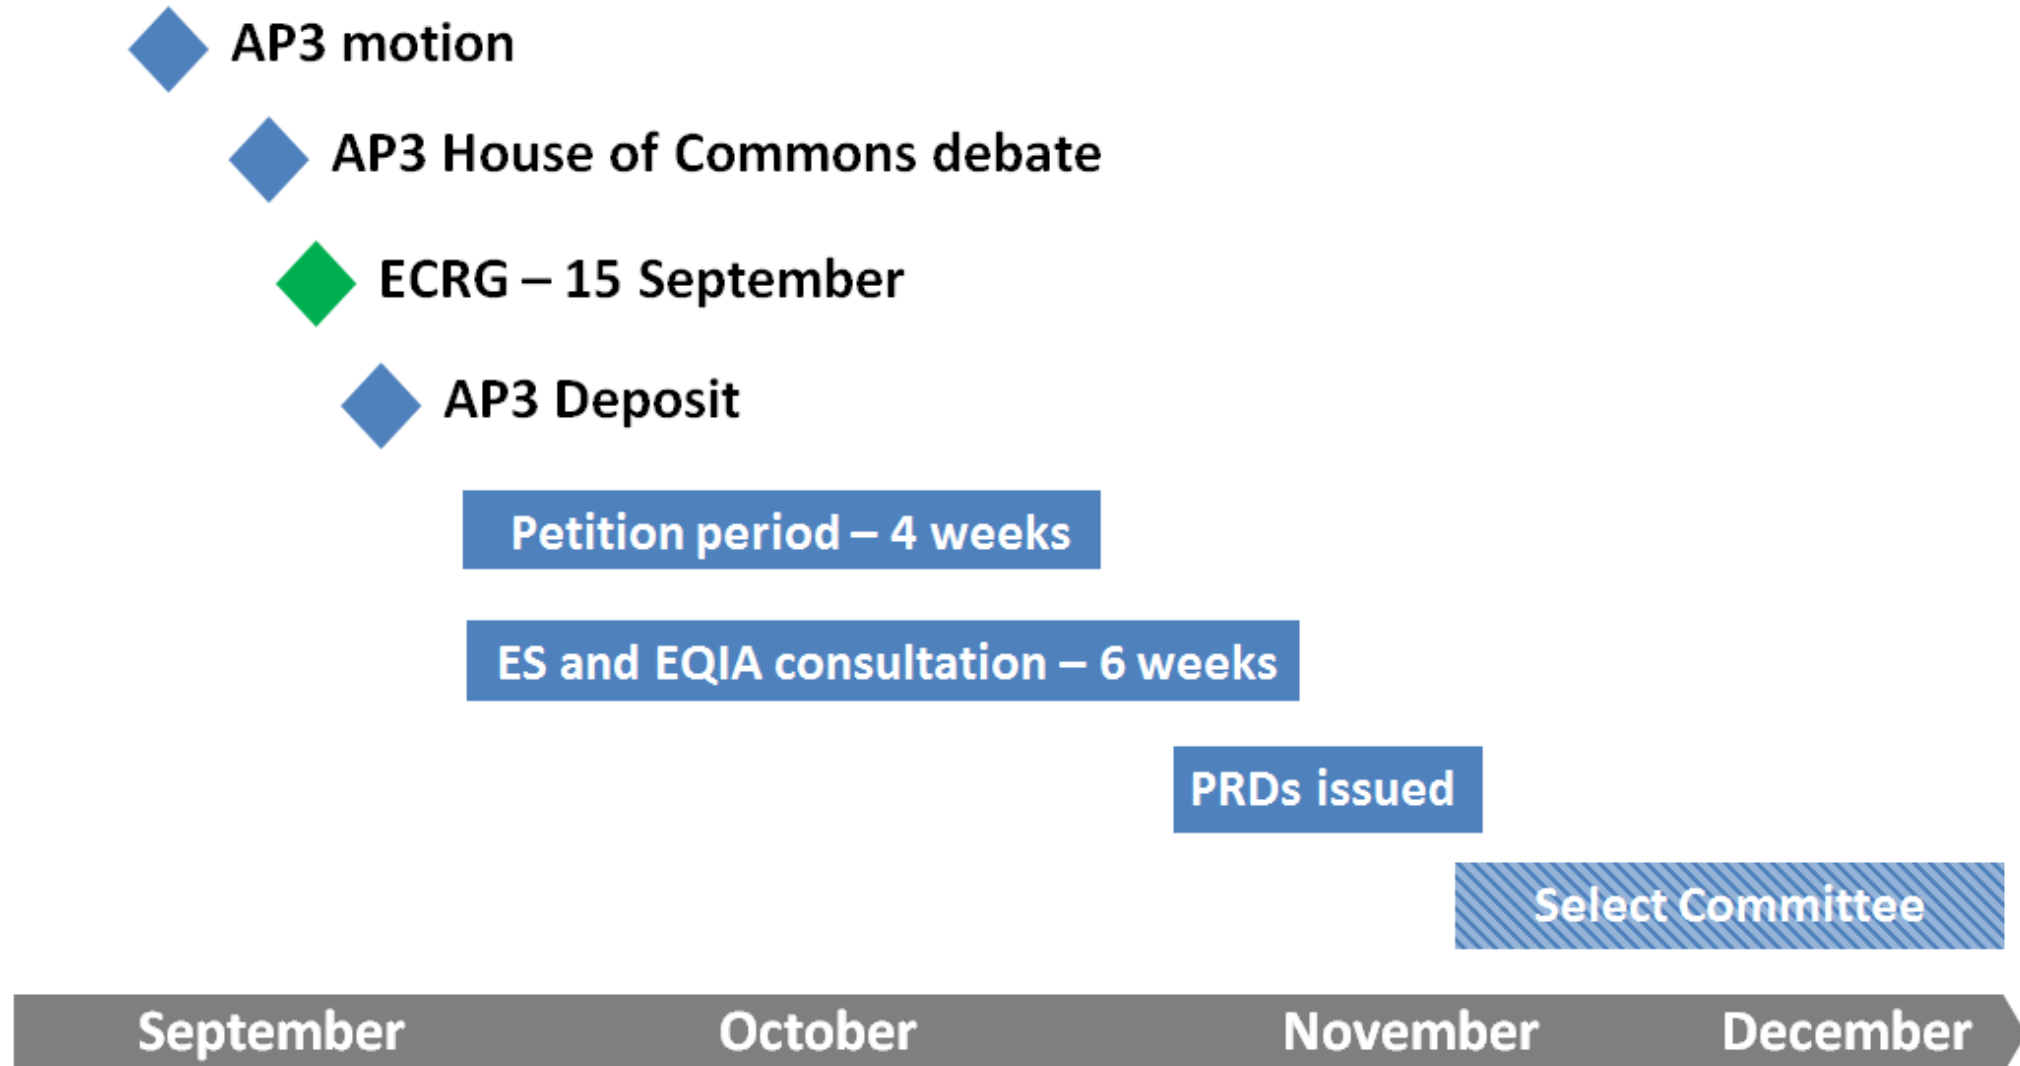 AP3 motion
AP3 House of Commons debate
ECRG – 15 September
AP3 Deposit
Petition period – 4 weeks
ES and EQIA consultation – 6 weeks
PRDs issued
Select Committee
September October November December